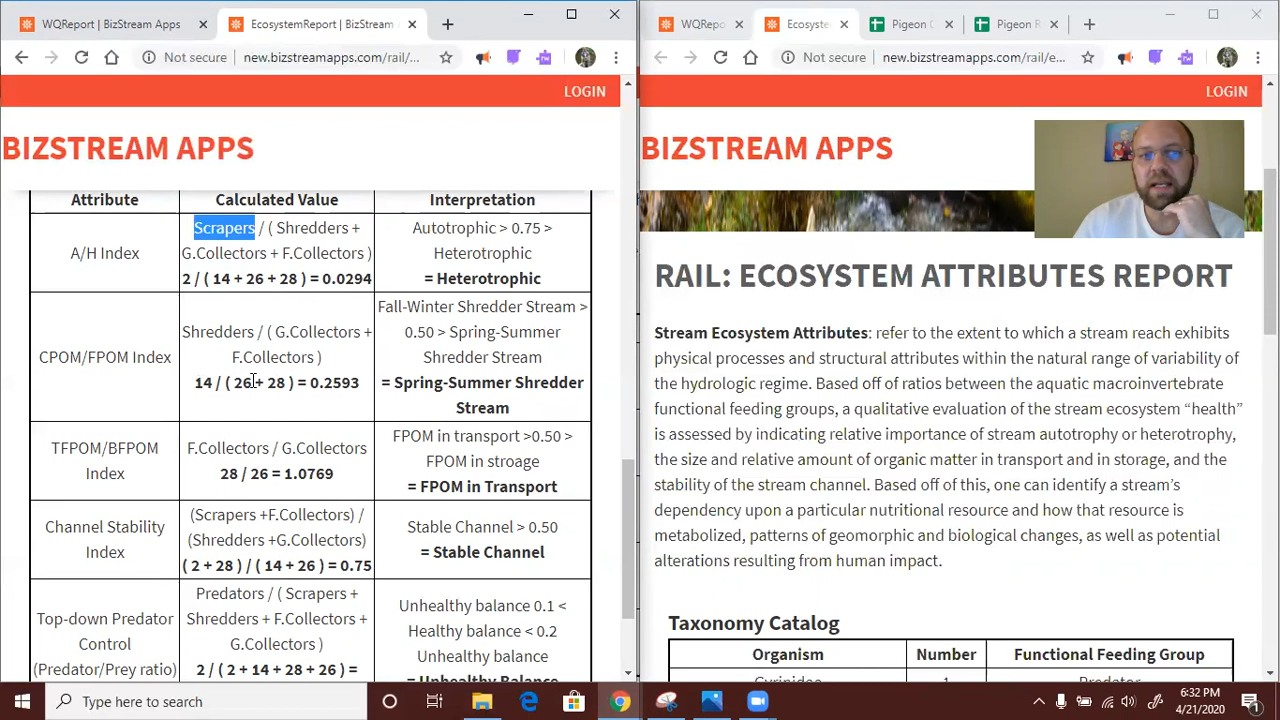 WQReport | BizStream Apps
EcosystemReport | BizStream A
Not secure
new.bizstreamapps.com/rail/...
LOGIN
BIZSTREAM APPS
Attribute
Calculated Value
Interpretation
A/H Index
Scrapers / ( Shredders +
G.Collectors + F.Collectors )
2 / ( 14 + 26 + 28 ) = 0.0294
Autotrophic > 0.75 >
Heterotrophic
= Heterotrophic
CPOM/FPOM Index
Shredders / ( G.Collectors +
F.Collectors )
14 / ( 26 + 28 ) = 0.2593
Fall-Winter Shredder Stream >
0.50 > Spring-Summer
Shredder Stream
= Spring-Summer Shredder
Stream
TFPOM/BFPOM
Index
F.Collectors / G.Collectors
28 / 26 = 1.0769
FPOM in transport >0.50 >
FPOM in stroage
= FPOM in Transport
Channel Stability
Index
(Scrapers +F.Collectors) /
(Shredders +G.Collectors)
( 2 + 28 ) / ( 14 + 26 ) = 0.75
Stable Channel > 0.50
= Stable Channel
Top-down Predator
Control
(Predator/Prey ratio)
Predators / ( Scrapers +
Shredders + F.Collectors +
G.Collectors )
2 / ( 2 + 14 + 28 + 26 ) =
Unhealthy balance 0.1 <
Healthy balance < 0.2
Unhealthy balance
= Unhealthy Balance
WQRepo
Ecosyste
Pigeon C
Pigeon R
Not secure
new.bizstreamapps.com/rail/e...
LOGIN
BIZSTREAM APPS
RAIL: ECOSYSTEM ATTRIBUTES REPORT
Stream Ecosystem Attributes: refer to the extent to which a stream reach exhibits
physical processes and structural attributes within the natural range of variability of
the hydrologic regime. Based off of ratios between the aquatic macroinvertebrate
functional feeding groups, a qualitative evaluation of the stream ecosystem “health”
is assessed by indicating relative importance of stream autotrophy or heterotrophy,
the size and relative amount of organic matter in transport and in storage, and the
stability of the stream channel. Based off of this, one can identify a stream’s
dependency upon a particular nutritional resource and how that resource is
metabolized, patterns of geomorphic and biological changes, as well as potential
alterations resulting from human impact.
Taxonomy Catalog
Organism
Number
Functional Feeding Group
Gyrinidae
1
Predator
Type here to search
6:32 PM
4/21/2020
1